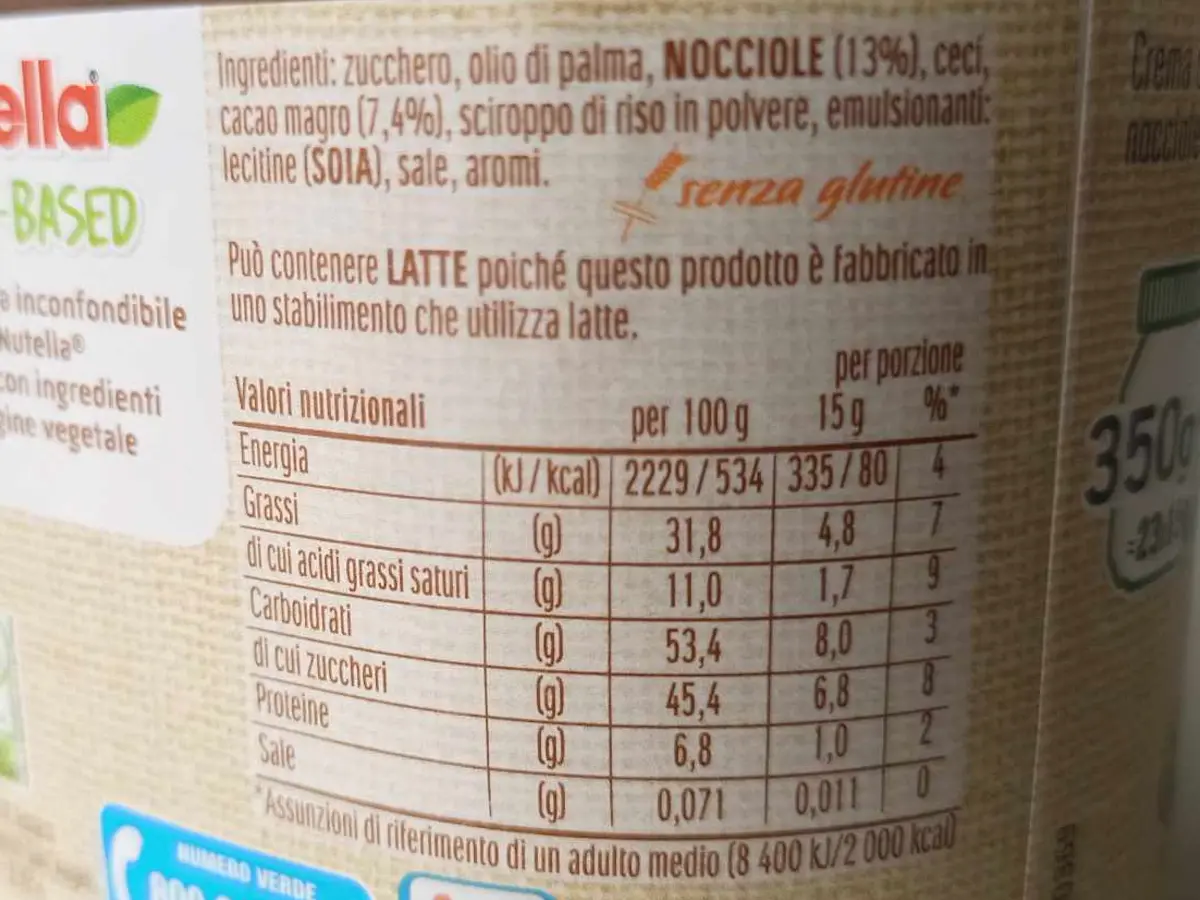 ella®
-BASED
a inconfondibile
Nutella®
con ingredienti
gine vegetale
Ingredienti: zucchero, olio di palma, NOCCIOLE (13%), ceci,
cacao magro (7,4%), sciroppo di riso in polvere, emulsionanti:
lecitine (SOIA), sale, aromi.
senza glutine
Può contenere LATTE poiché questo prodotto è fabbricato in
uno stabilimento che utilizza latte.
per porzione
Valori nutrizionali per 100 g 15 g %*
Energia (kJ/kcal) 2229/534 335/80 4
Grassi (g) 31,8 4,8 7
di cui acidi grassi saturi (g) 11,0 1,7 9
Carboidrati (g) 53,4 8,0 3
di cui zuccheri (g) 45,4 6,8 8
Proteine (g) 6,8 1,0 2
Sale (g) 0,071 0,011 0
*Assunzioni di riferimento di un adulto medio (8 400 kJ/2 000 kcal)
NUMERO VERDE
Crema
350g